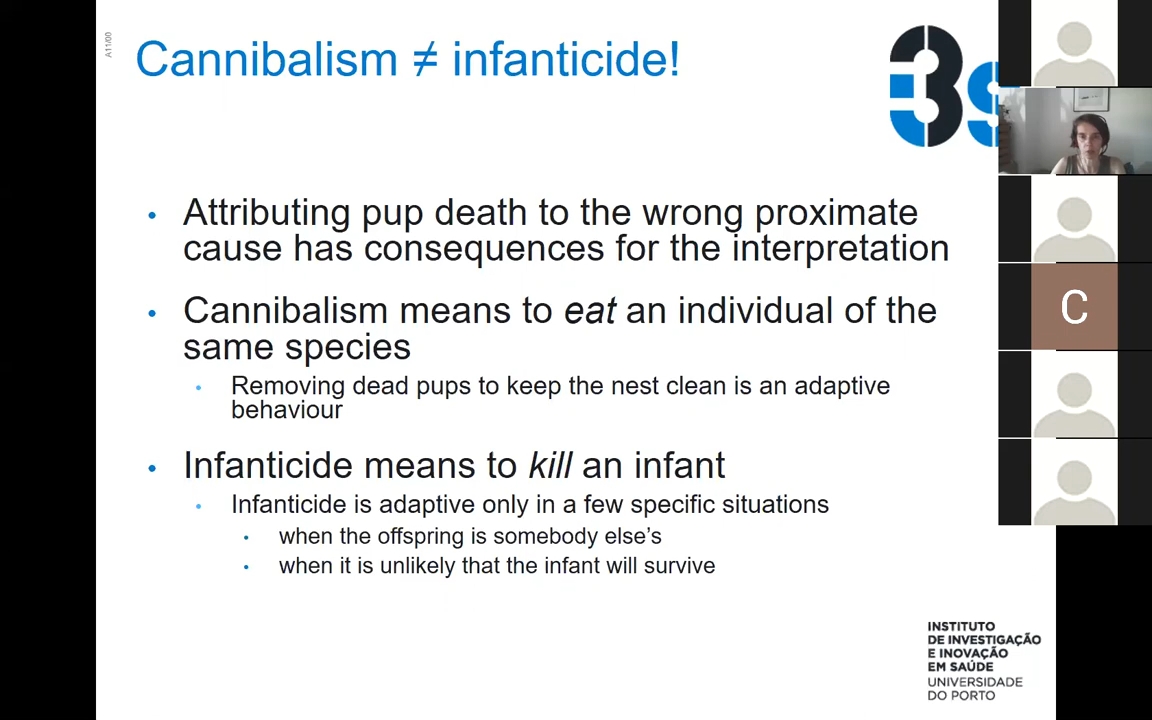 A11/00
Cannibalism ≠ infanticide!
3s
• Attributing pup death to the wrong proximate
cause has consequences for the interpretation
• Cannibalism means to eat an individual of the
same species
• Removing dead pups to keep the nest clean is an adaptive
behaviour
• Infanticide means to kill an infant
• Infanticide is adaptive only in a few specific situations
• when the offspring is somebody else's
• when it is unlikely that the infant will survive
C
INSTITUTO
DE INVESTIGAÇÃO
E INOVAÇÃO
EM SAÚDE
UNIVERSIDADE
DO PORTO